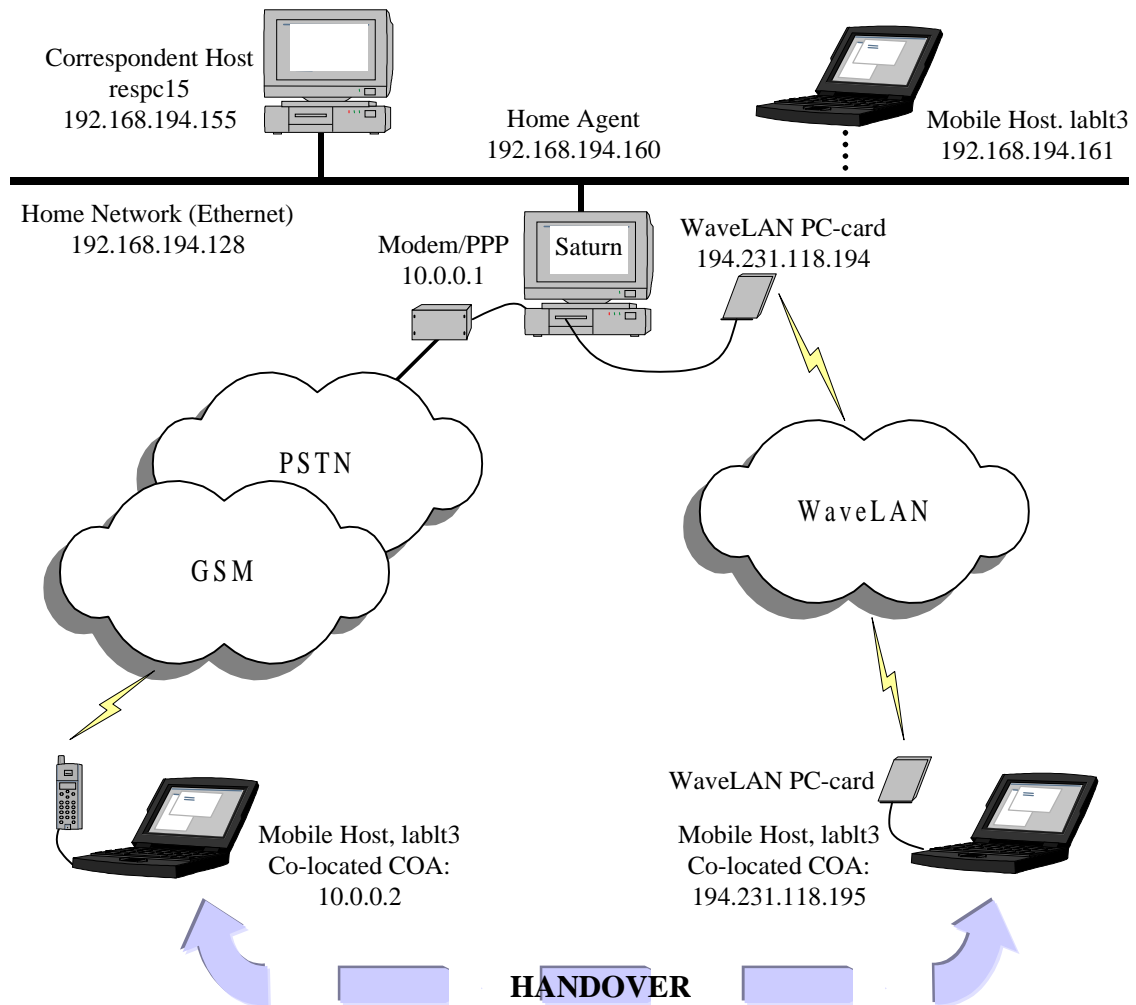 Correspondent Host
respc15
192.168.194.155
Home Agent
192.168.194.160
Mobile Host. lablt3
192.168.194.161
Home Network (Ethernet)
192.168.194.128
Modem/PPP
10.0.0.1
Saturn
WaveLAN PC-card
194.231.118.194
PSTN
GSM
WaveLAN
WaveLAN PC-card
Mobile Host, lablt3
Co-located COA:
10.0.0.2
Mobile Host, lablt3
Co-located COA:
194.231.118.195
HANDOVER